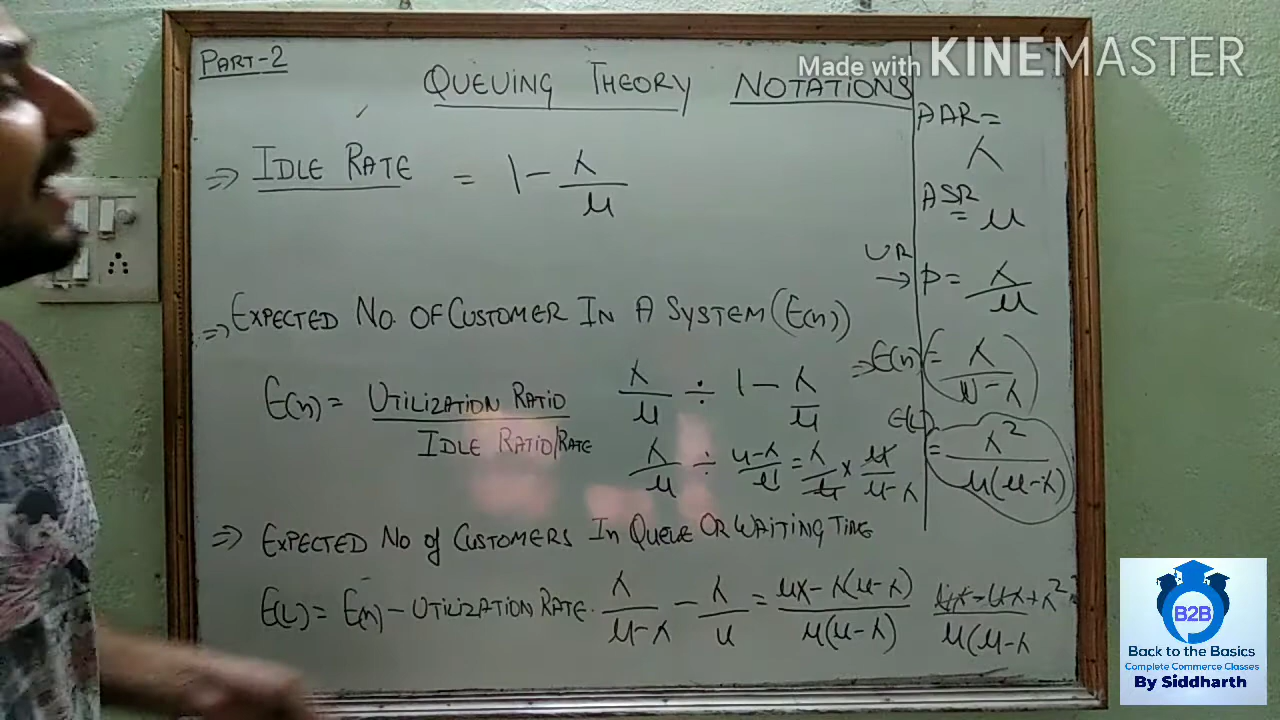 Made with KINEMASTER
PART-2
QUEUING THEORY NOTATIONS
⇒ IDLE RATE = 1 - λ/μ
⇒ EXPECTED NO. OF CUSTOMER IN A SYSTEM (E(n))
E(n) = UTILIZATION RATIO / IDLE RATIO/RATE
λ/μ ÷ 1 - λ/μ
λ/μ ÷ μ-λ/μ = λ/μ × μ/μ-λ
⇒ EXPECTED NO of CUSTOMERS IN QUEUE OR WAITING TIME
E(L) = E(n) - UTILIZATION RATE. λ/μ-λ - λ/μ = μλ - λ(μ-λ) / μ(μ-λ)
μλ - μλ + λ² = / μ(μ-λ
AAR =
λ
ASR
= μ
UR
→ P = λ/μ
⇒ E(n) = λ/μ-λ
E(L)
= λ²/μ(μ-λ)
B2B
Back to the Basics
Complete Commerce Classes
By Siddharth